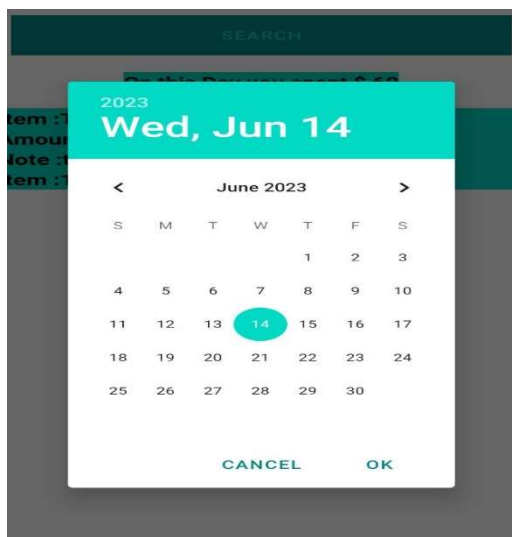 SEARCH
2023
Wed, Jun 14
June 2023
S M T W T F S
1 2 3
4 5 6 7 8 9 10
11 12 13 14 15 16 17
18 19 20 21 22 23 24
25 26 27 28 29 30
CANCEL OK